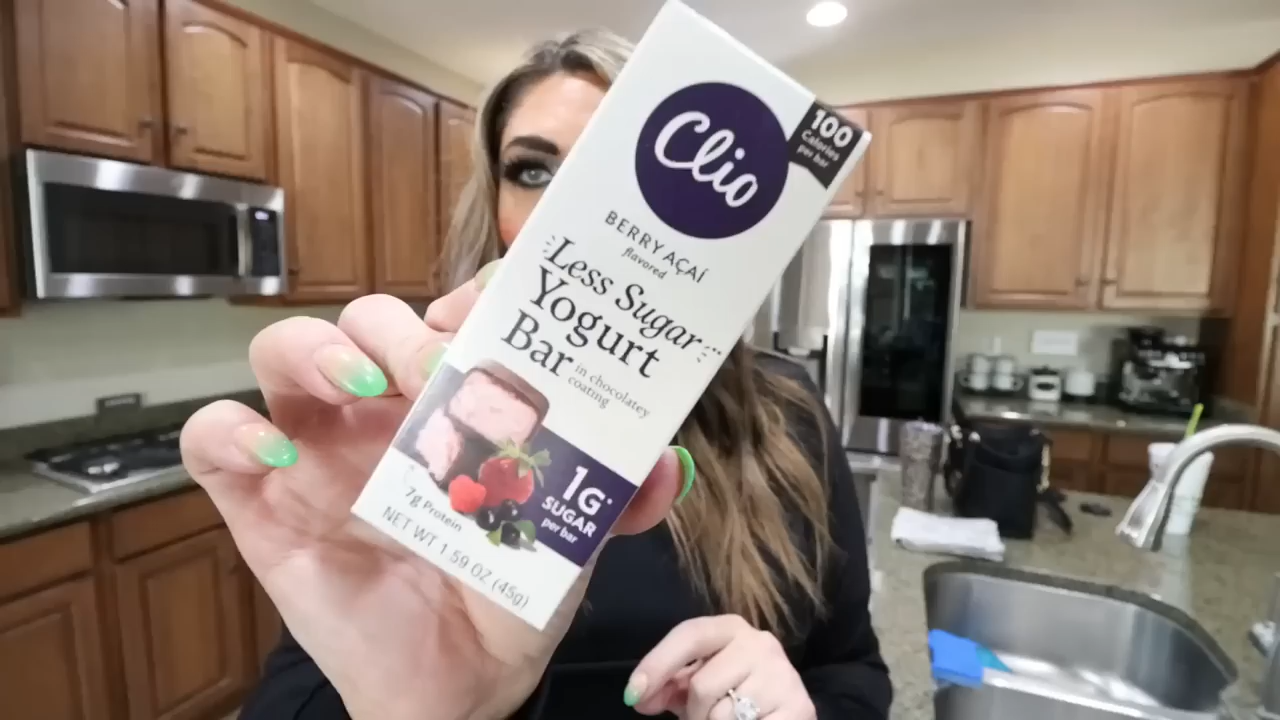 Clio
100
Calories
per bar
BERRY AÇAÍ
flavored
Less Sugar
Yogurt
Bar
in chocolatey
coating
1G*
SUGAR
per bar
7g Protein
NET WT 1.59 OZ (45g)